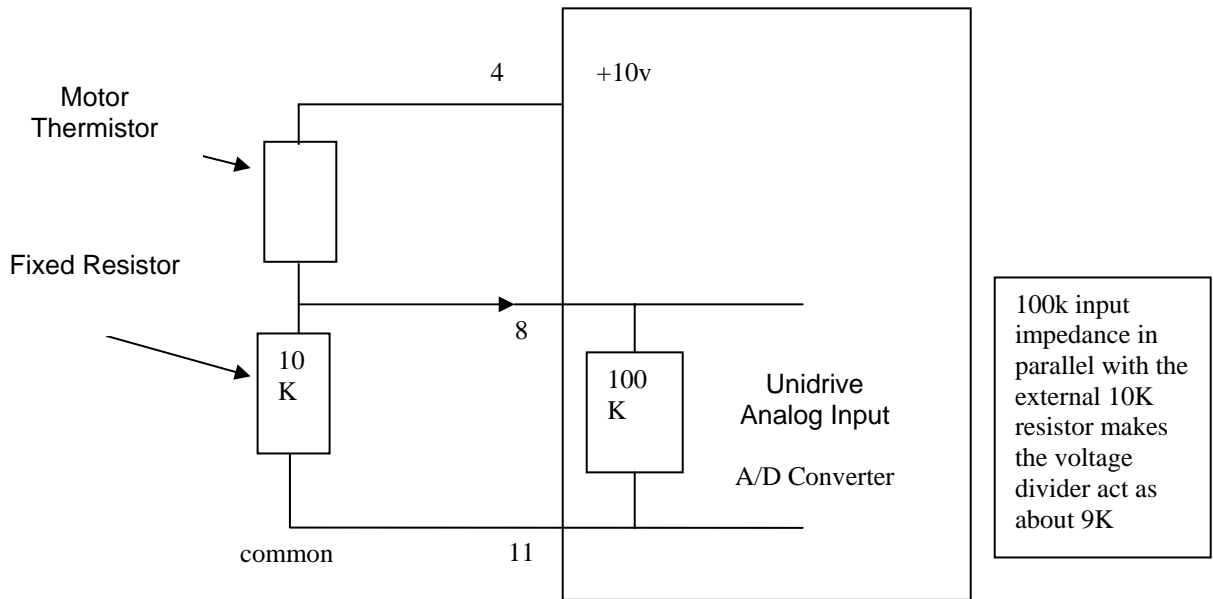 4
+10v
Motor
Thermistor
Fixed Resistor
8
10
K
100
K
Unidrive
Analog Input
A/D Converter
common
11
100k input
impedance in
parallel with the
external 10K
resistor makes
the voltage
divider act as
about 9K